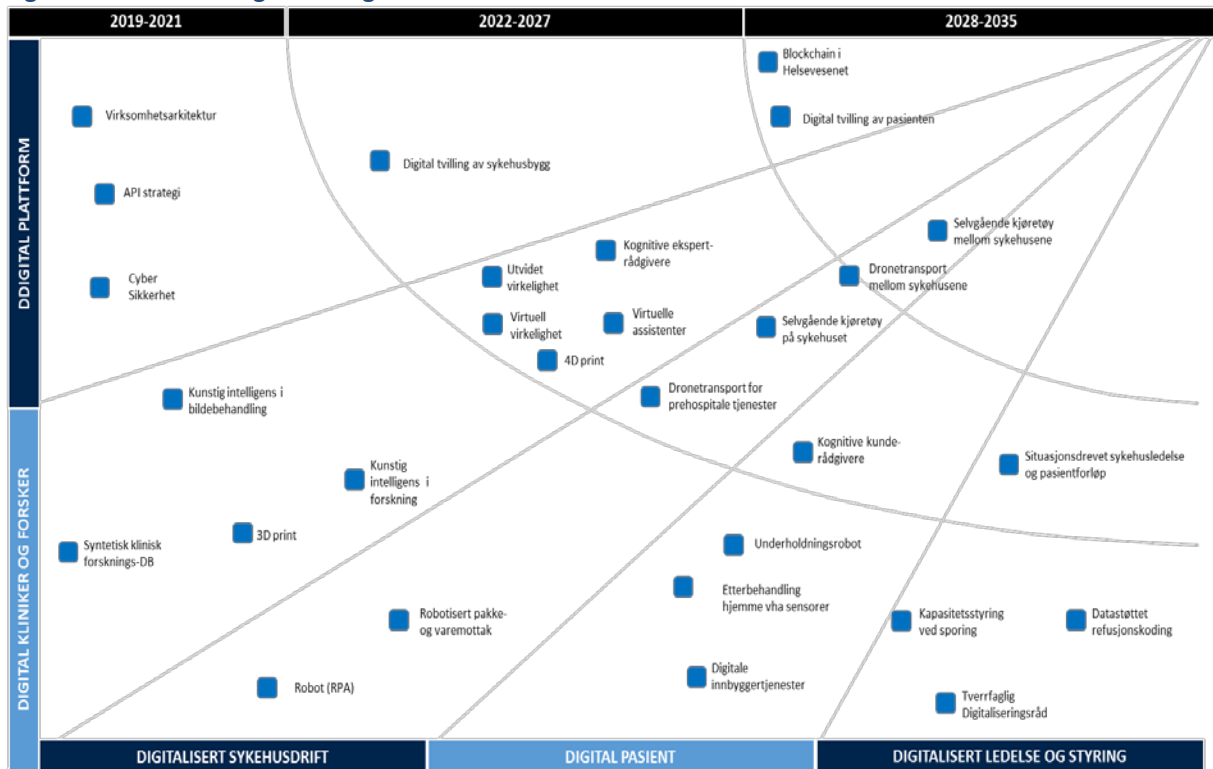 2019-2021
2022-2027
2028-2035
DDIGITAL PLATTFORM
DIGITAL KLINIKER OG FORSKER
Blockchain i
Helsevesenet
Virksomhetsarkitektur
Digital tvilling av pasienten
Digital tvilling av sykehusbygg
API strategi
Selvgående kjøretøy
mellom sykehusene
Kognitive ekspert-
rådgivere
Utvidet
virkelighet
Dronetransport
mellom sykehusene
Cyber
Sikkerhet
Virtuell
virkelighet
Virtuelle
assistenter
Selvgående kjøretøy
på sykehuset
4D print
Kunstig intelligens i
bildebehandling
Dronetransport for
prehospitale tjenester
Kognitive kunde-
rådgivere
Situasjonsdrevet sykehusledelse
og pasientforløp
Kunstig
intelligens i
forskning
3D print
Syntetisk klinisk
forsknings-DB
Underholdningsrobot
Etterbehandling
hjemme vha sensorer
Robotisert pakke-
og varemottak
Kapasitetsstyring
ved sporing
Datastøttet
refusjonskoding
Digitale
innbyggertjenester
Robot (RPA)
Tverrfaglig
Digitaliseringsråd
DIGITALISERT SYKEHUSDRIFT
DIGITAL PASIENT
DIGITALISERT LEDELSE OG STYRING